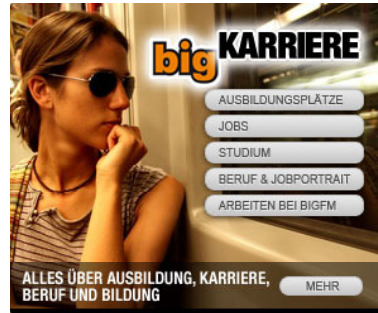 big KARRIERE
AUSBILDUNGSPLÄTZE
JOBS
STUDIUM
BERUF & JOBPORTRAIT
ARBEITEN BEI BIGFM
ALLES ÜBER AUSBILDUNG, KARRIERE,
BERUF UND BILDUNG
MEHR